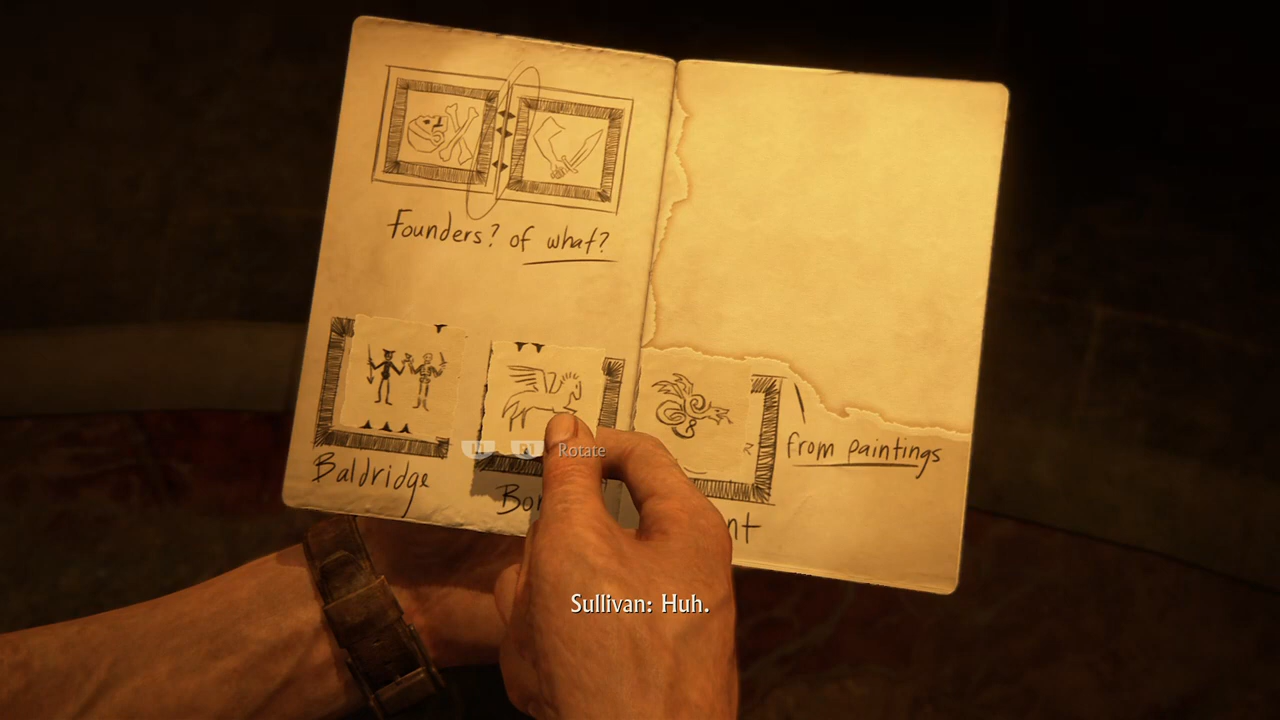 Founders? of what?
from paintings
Baldridge
Rotate
Sullivan: Huh.